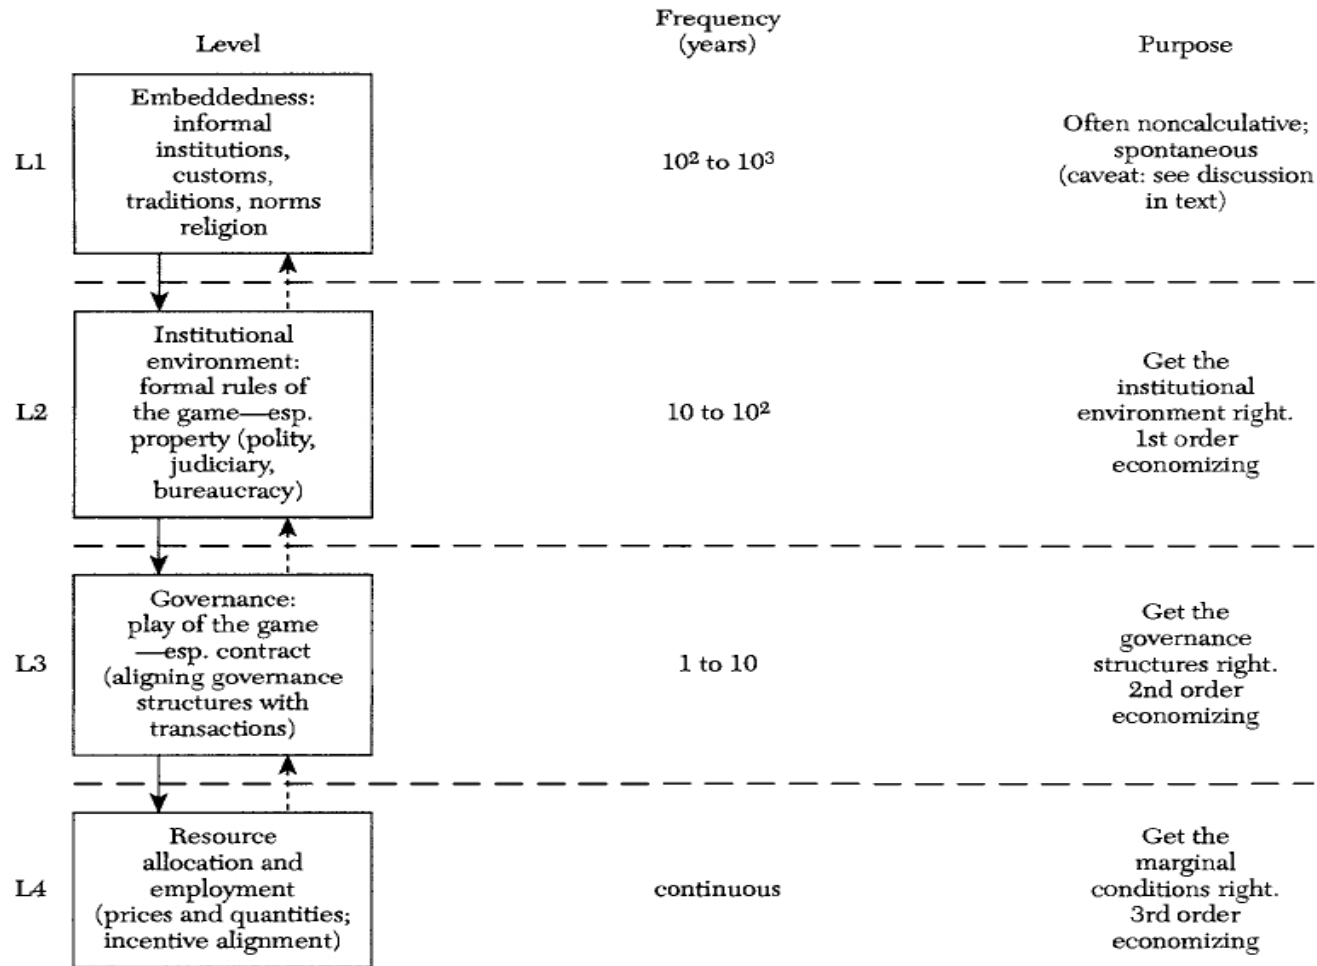 Level
Frequency
(years)
Purpose
L1
Embeddedness:
informal
institutions,
customs,
traditions, norms
religion
10² to 10³
Often noncalculative;
spontaneous
(caveat: see discussion
in text)
L2
Institutional
environment:
formal rules of
the game—esp.
property (polity,
judiciary,
bureaucracy)
10 to 10²
Get the
institutional
environment right.
1st order
economizing
L3
Governance:
play of the game
—esp. contract
(aligning governance
structures with
transactions)
1 to 10
Get the
governance
structures right.
2nd order
economizing
L4
Resource
allocation and
employment
(prices and quantities;
incentive alignment)
continuous
Get the
marginal
conditions right.
3rd order
economizing